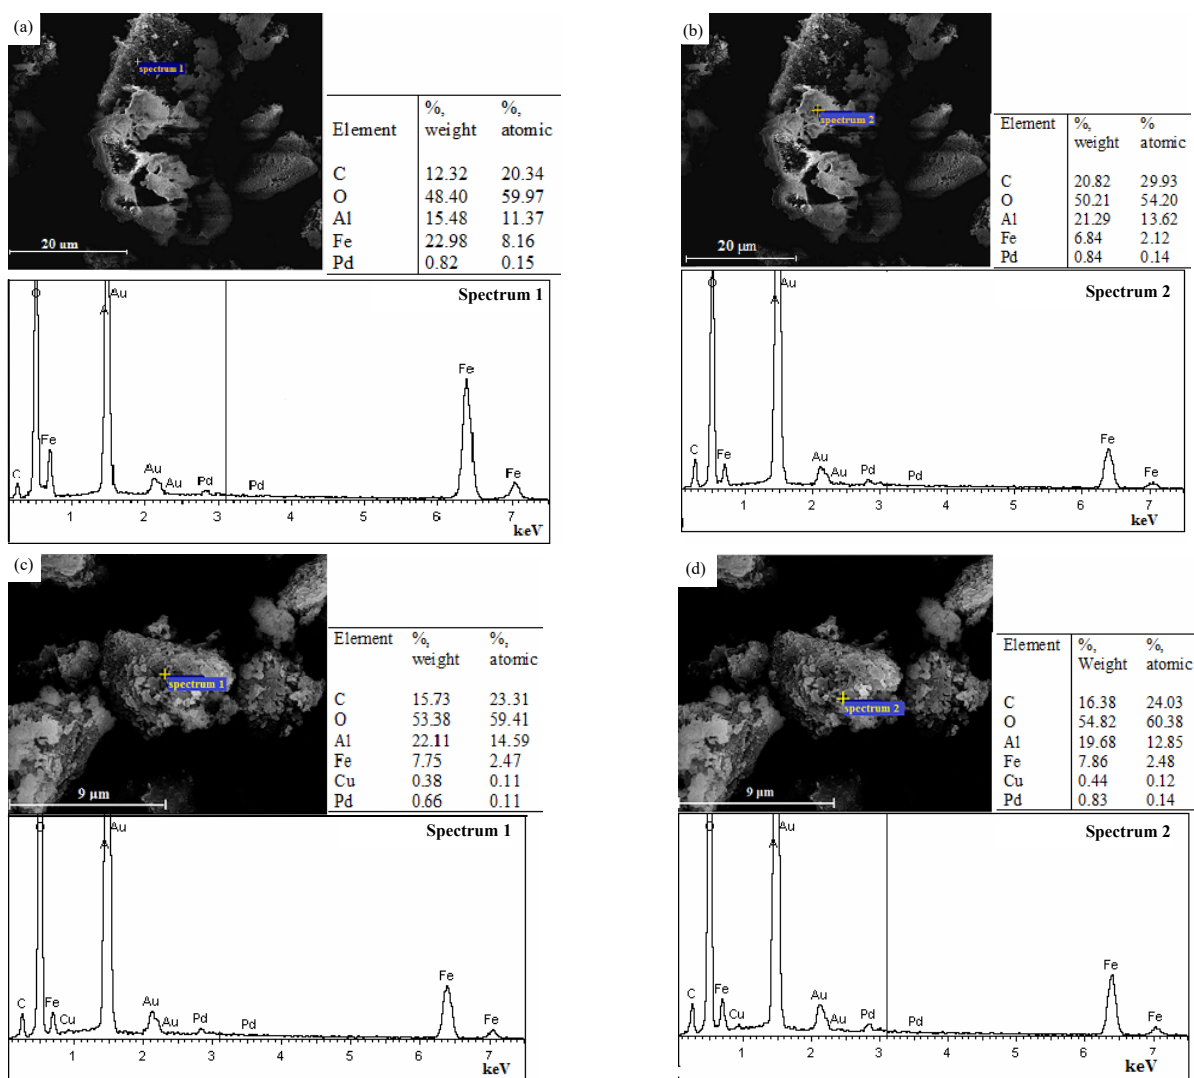 (a)
spectrum 1
20 μm
Element %, weight %, atomic
C 12.32 20.34
O 48.40 59.97
Al 15.48 11.37
Fe 22.98 8.16
Pd 0.82 0.15
Spectrum 1
O Au
A
Fe
Fe
C Au Au Pd Pd Fe
1 2 3 4 5 6 7
keV
(b)
spectrum 2
20 μm
Element %, weight % atomic
C 20.82 29.93
O 50.21 54.20
Al 21.29 13.62
Fe 6.84 2.12
Pd 0.84 0.14
Spectrum 2
O Au
A
Fe
C Fe Au Au Pd Pd Fe
1 2 3 4 5 6 7
keV
(c)
spectrum 1
9 μm
Element %, weight %, atomic
C 15.73 23.31
O 53.38 59.41
Al 22.11 14.59
Fe 7.75 2.47
Cu 0.38 0.11
Pd 0.66 0.11
Spectrum 1
O Au
A
Fe
C Fe Cu Au Au Pd Pd Fe
1 2 3 4 5 6 7
keV
(d)
spectrum 2
9 μm
Element %, Weight %, atomic
C 16.38 24.03
O 54.82 60.38
Al 19.68 12.85
Fe 7.86 2.48
Cu 0.44 0.12
Pd 0.83 0.14
Spectrum 2
O Au
A
Fe
C Fe Cu Au Au Pd Pd Fe
1 2 3 4 5 6 7
keV